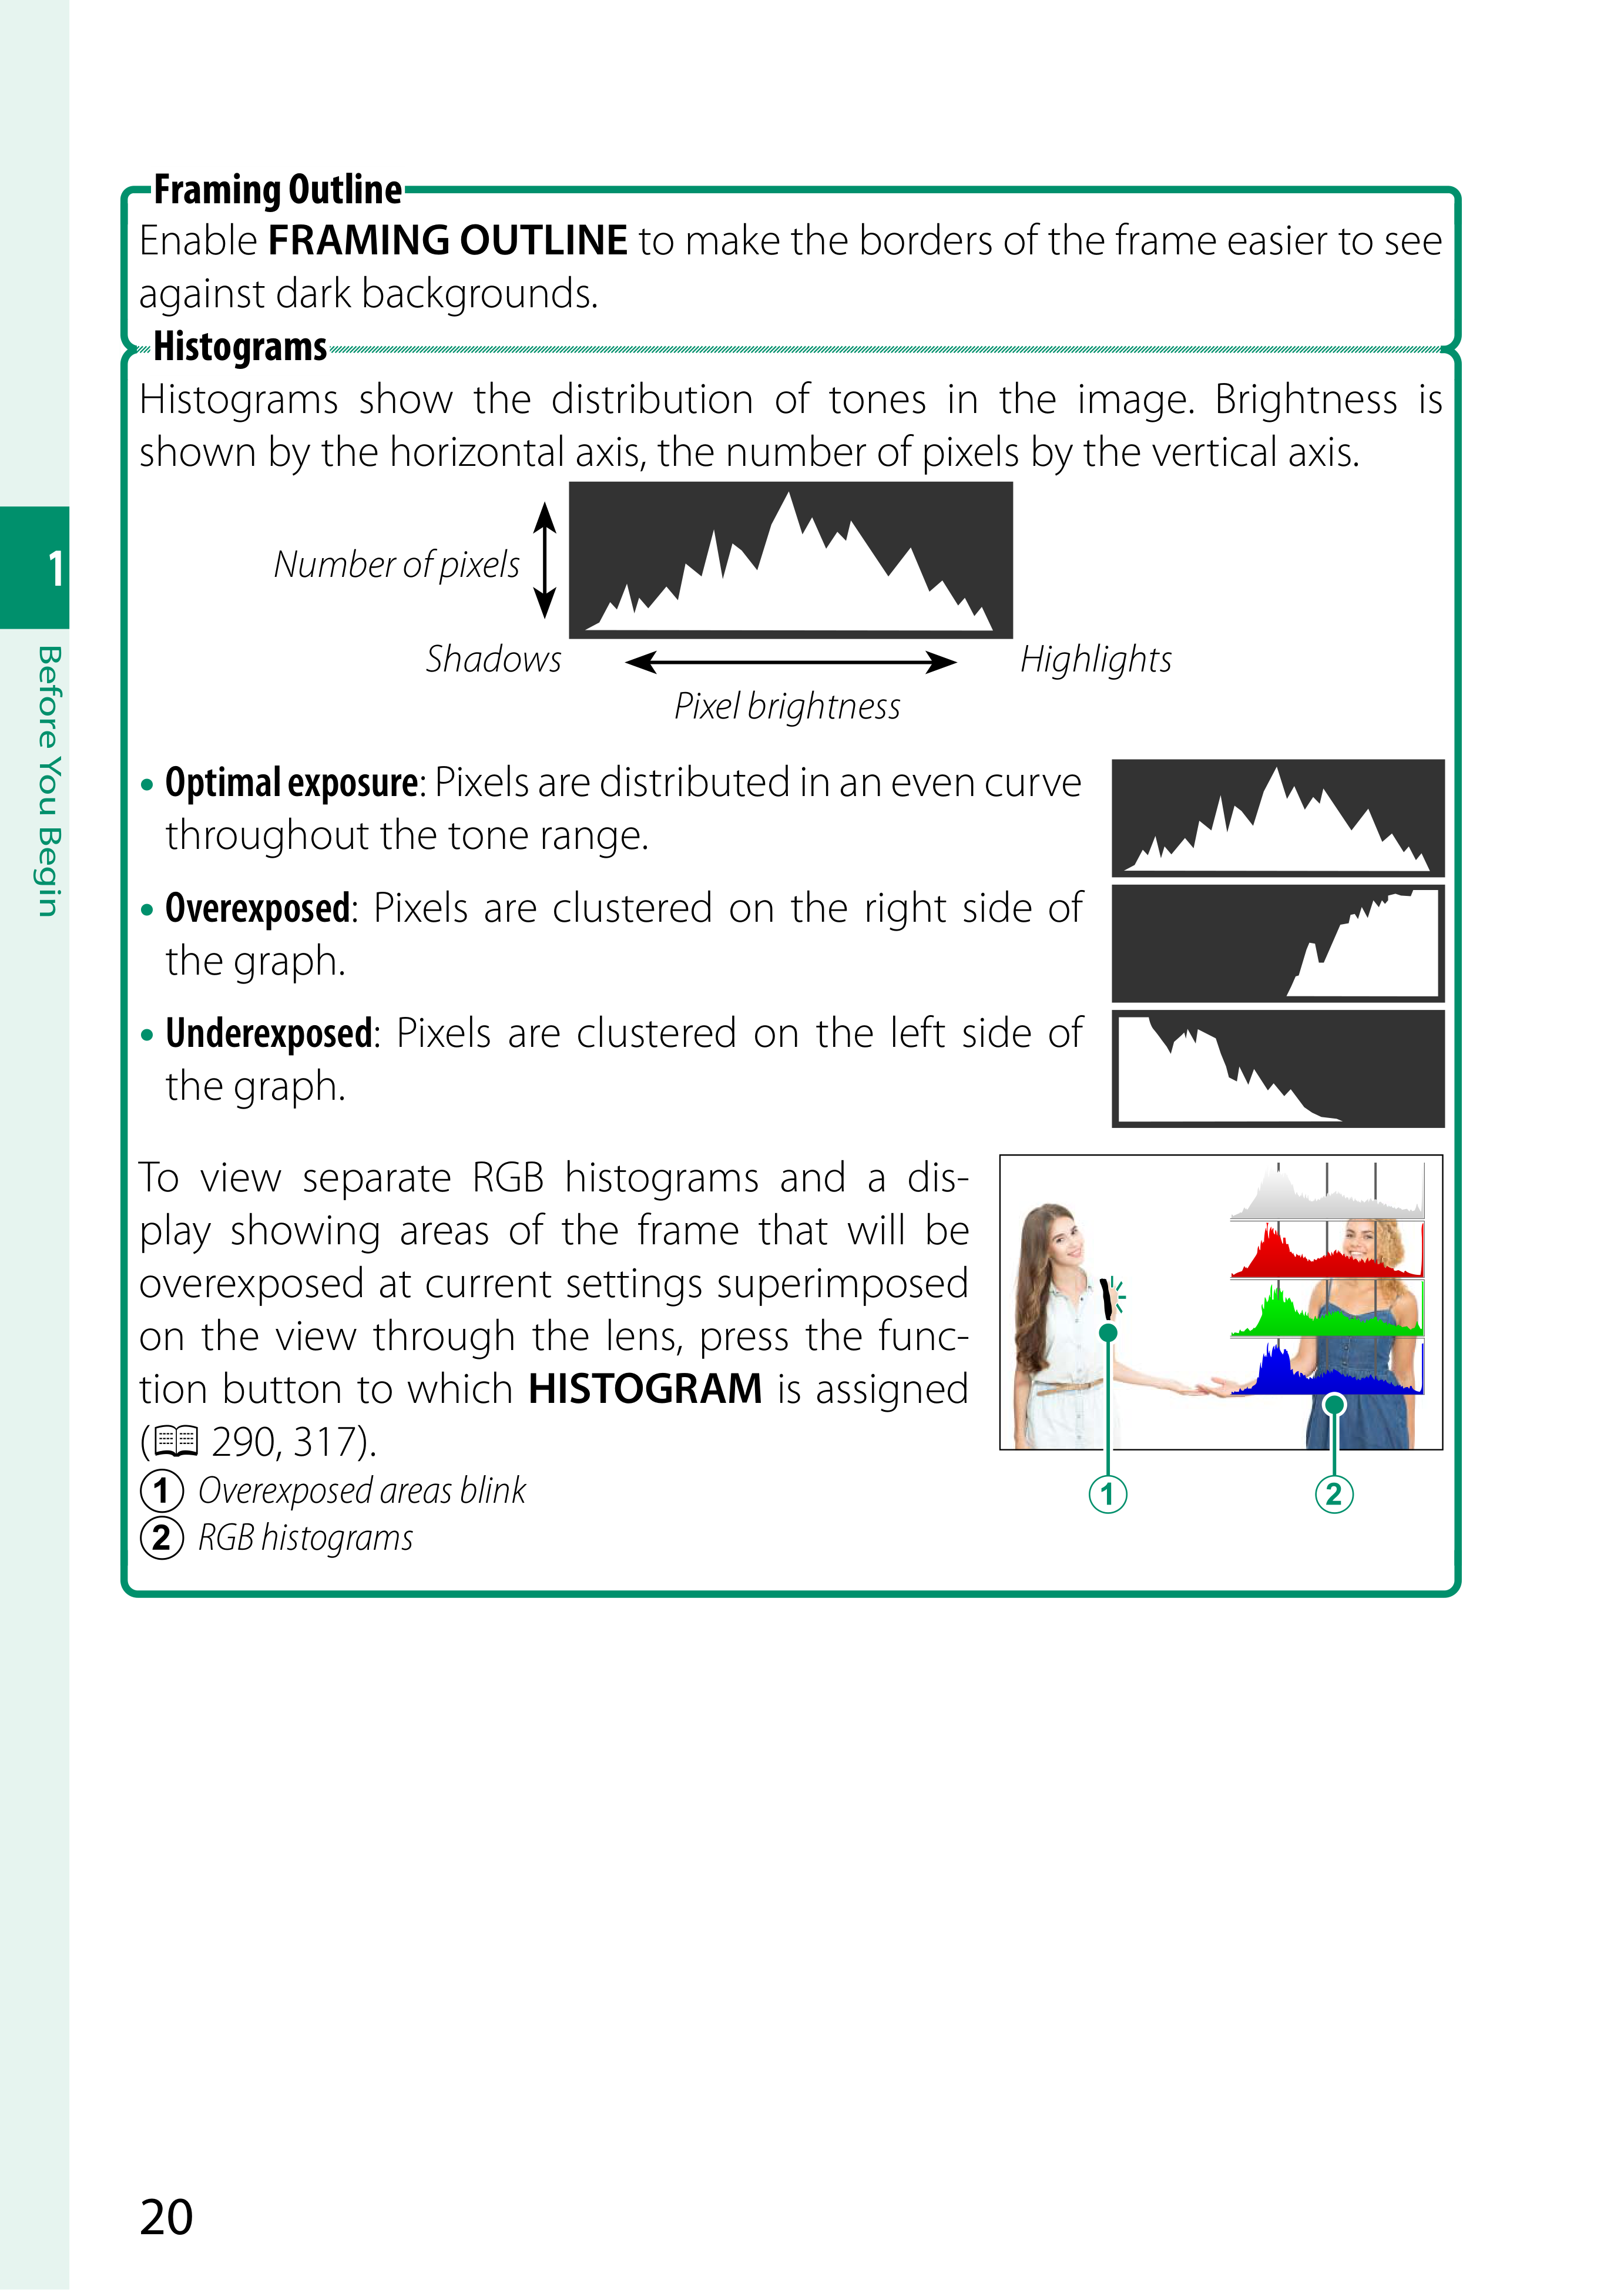 Framing Outline
Enable FRAMING OUTLINE to make the borders of the frame easier to see
against dark backgrounds.
Histograms
Histograms show the distribution of tones in the image. Brightness is
shown by the horizontal axis, the number of pixels by the vertical axis.
Number of pixels
Shadows
Highlights
Pixel brightness
• Optimal exposure: Pixels are distributed in an even curve
throughout the tone range.
• Overexposed: Pixels are clustered on the right side of
the graph.
• Underexposed: Pixels are clustered on the left side of
the graph.
To view separate RGB histograms and a dis-
play showing areas of the frame that will be
overexposed at current settings superimposed
on the view through the lens, press the func-
tion button to which HISTOGRAM is assigned
(290, 317).
1 Overexposed areas blink
2 RGB histograms
1
2
1
Before You Begin
20